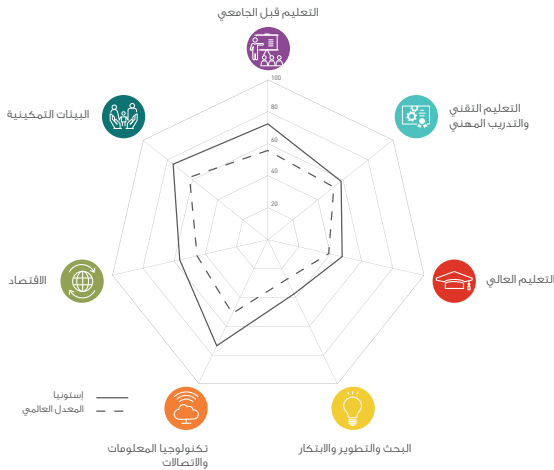 التعليم قبل الجامعي
التعليم التقني
والتدريب المهني
البيئات التمكينية
100
80
60
40
20
التعليم العالي
الاقتصاد
إستونيا
المعدل العالمي
البحث والتطوير والابتكار
تكنولوجيا المعلومات
والاتصالات